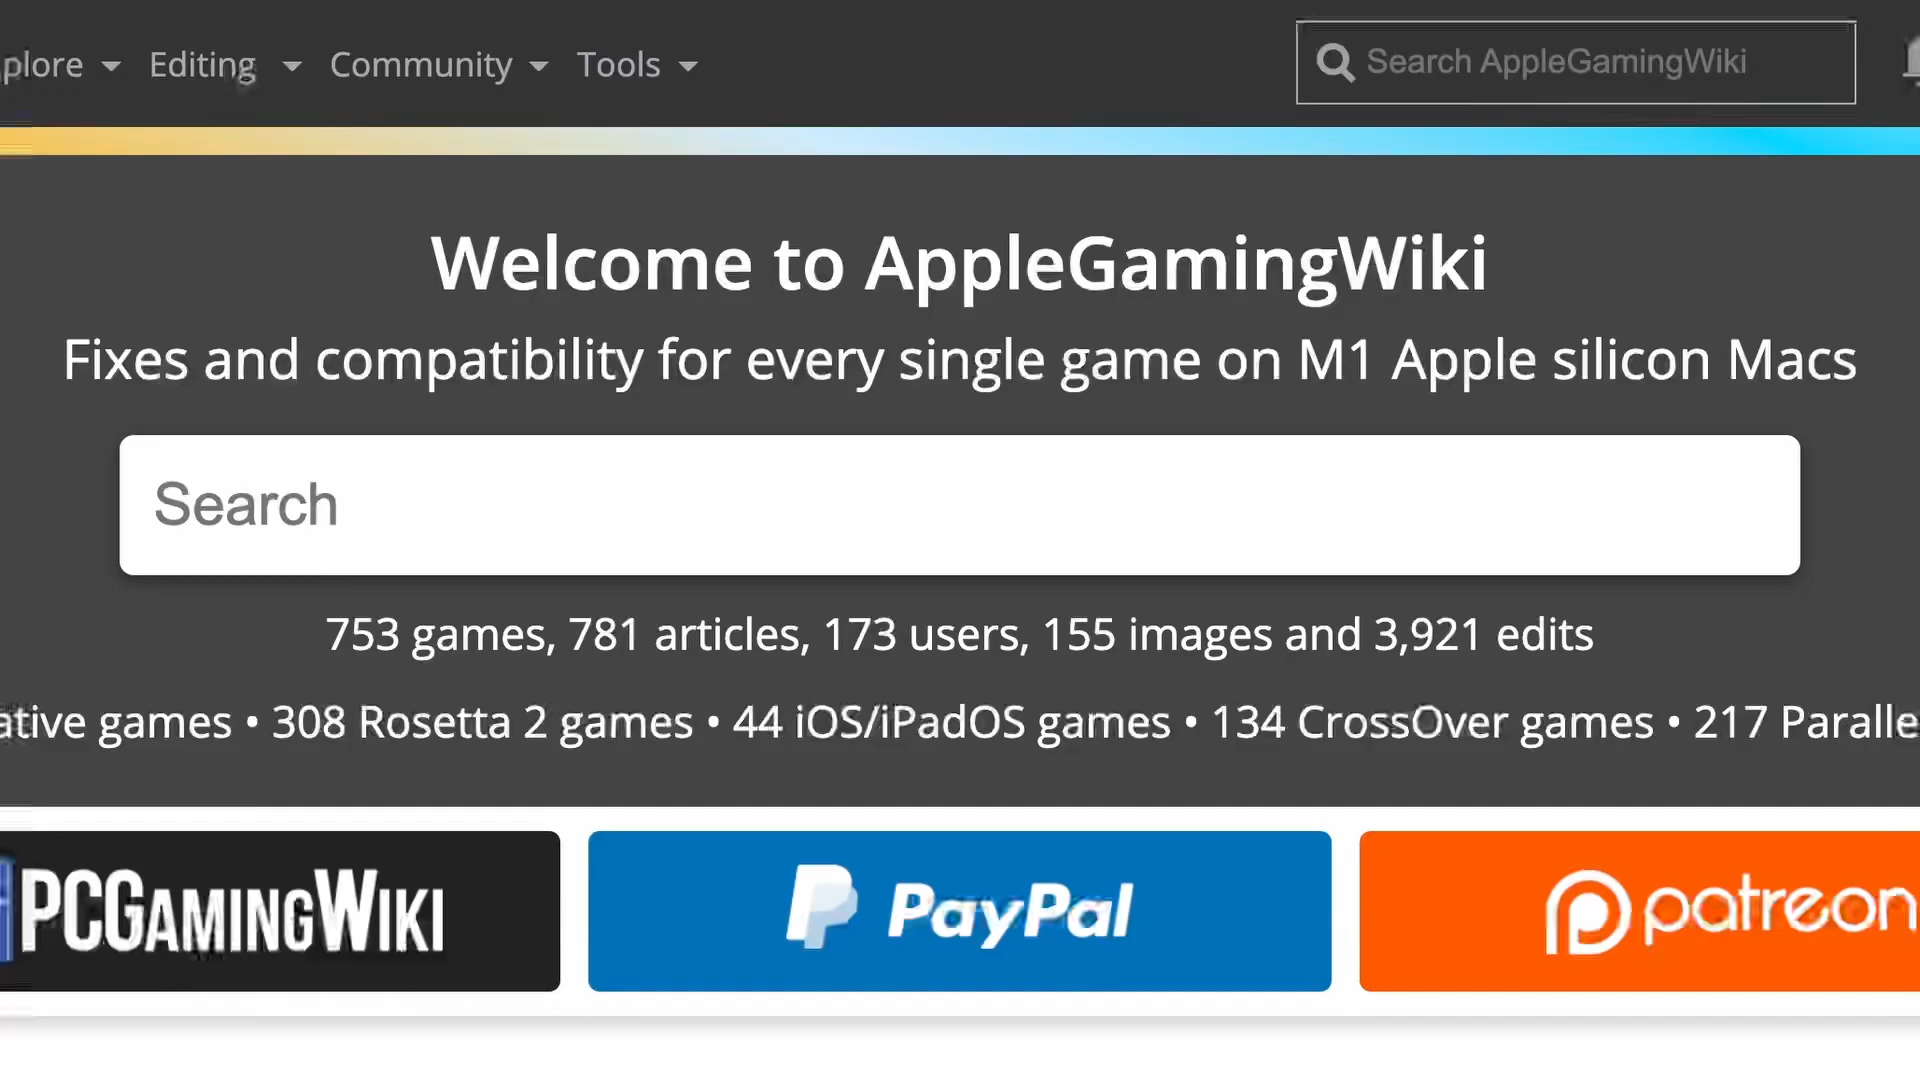 plore Editing Community Tools Search AppleGamingWiki
Welcome to AppleGamingWiki
Fixes and compatibility for every single game on M1 Apple silicon Macs
Search
753 games, 781 articles, 173 users, 155 images and 3,921 edits
ative games • 308 Rosetta 2 games • 44 iOS/iPadOS games • 134 CrossOver games • 217 Paralle
PCGAMINGWIKI PayPal patreon